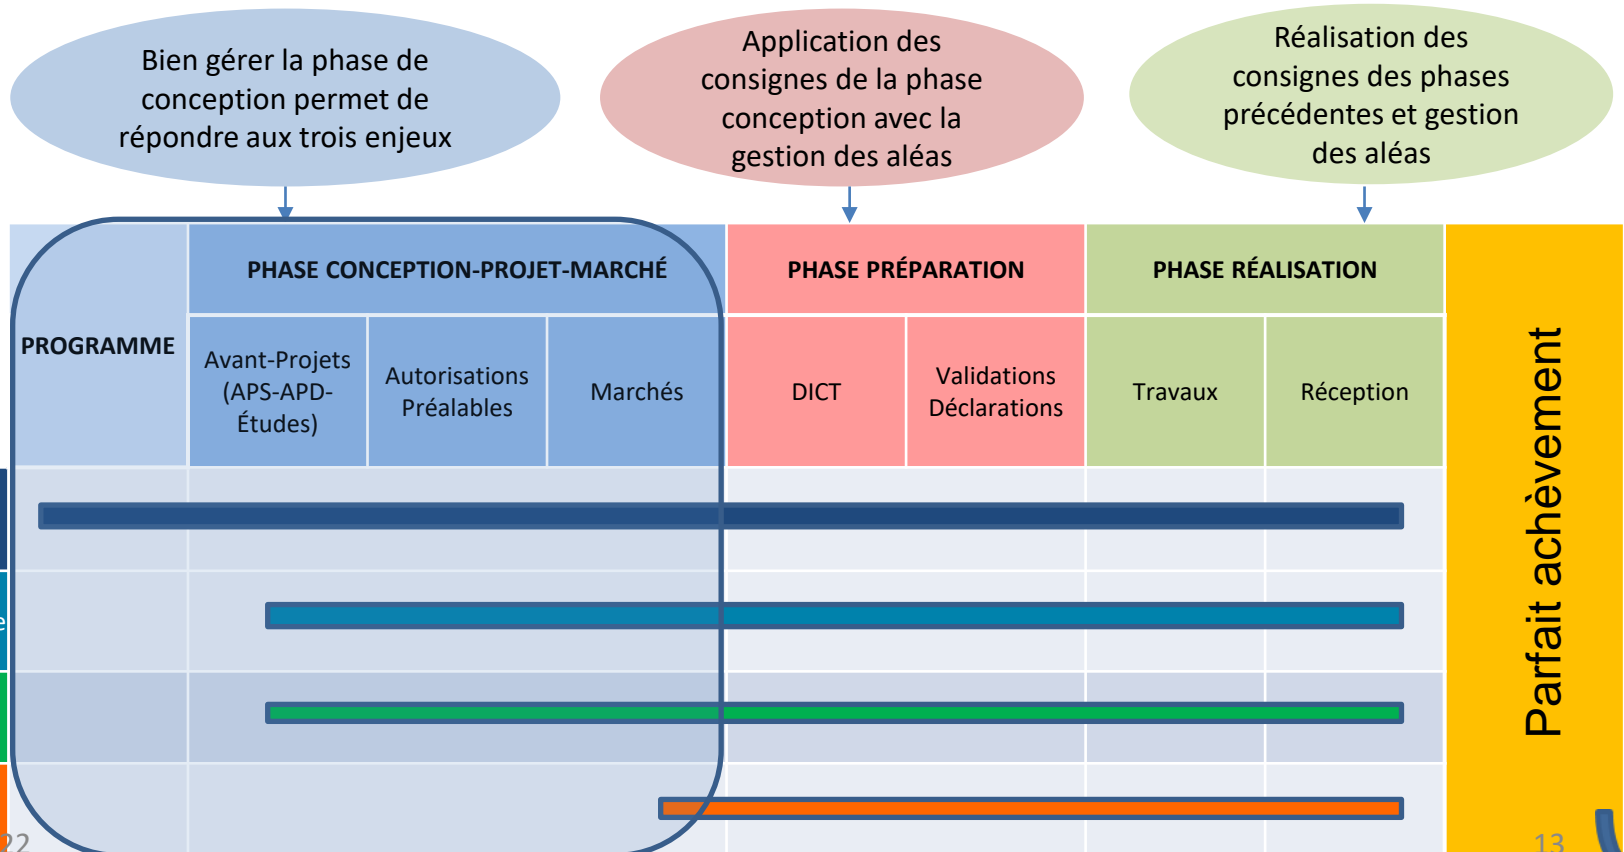 Bien gérer la phase de
conception permet de
répondre aux trois enjeux
Application des
consignes de la phase
conception avec la
gestion des aléas
Réalisation des
consignes des phases
précédentes et gestion
des aléas
PROGRAMME
PHASE CONCEPTION-PROJET-MARCHÉ
PHASE PRÉPARATION
PHASE RÉALISATION
Avant-Projets
(APS-APD-
Études)
Autorisations
Préalables
Marchés
DICT
Validations
Déclarations
Travaux
Réception
Parfait achèvement
22
13